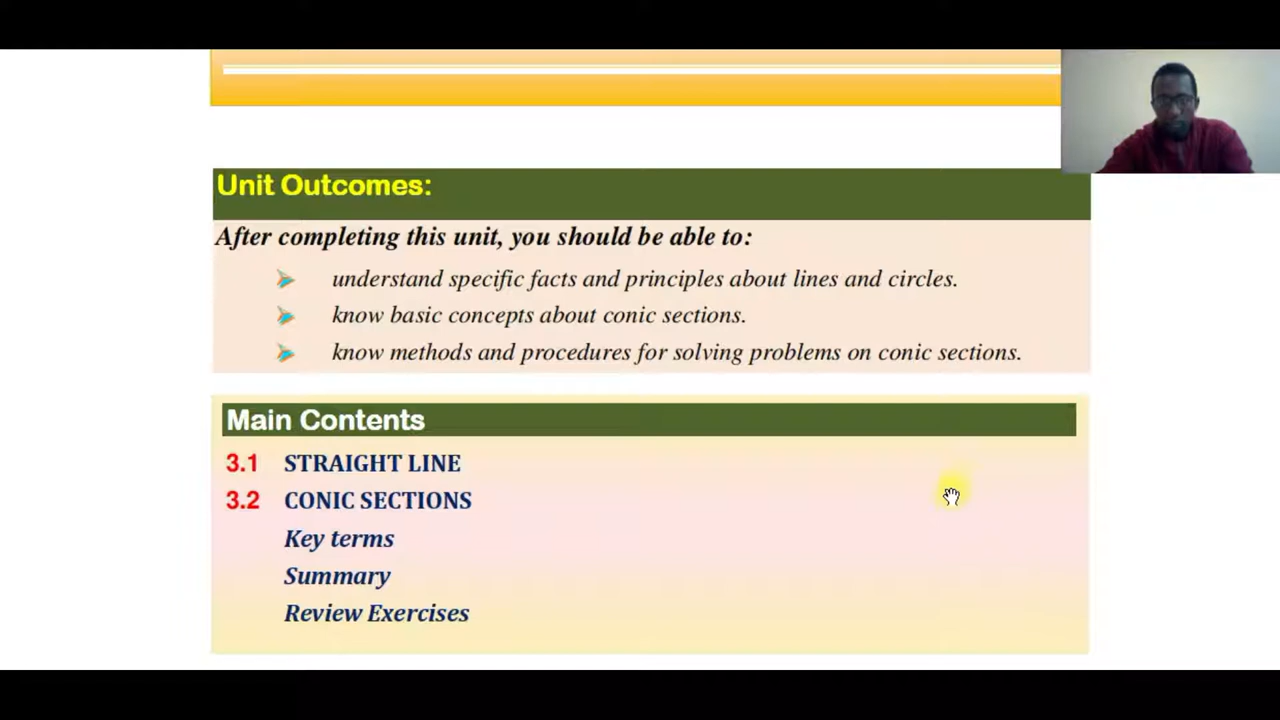 Unit Outcomes:
After completing this unit, you should be able to:
understand specific facts and principles about lines and circles.
know basic concepts about conic sections.
know methods and procedures for solving problems on conic sections.
Main Contents
3.1 STRAIGHT LINE
3.2 CONIC SECTIONS
Key terms
Summary
Review Exercises